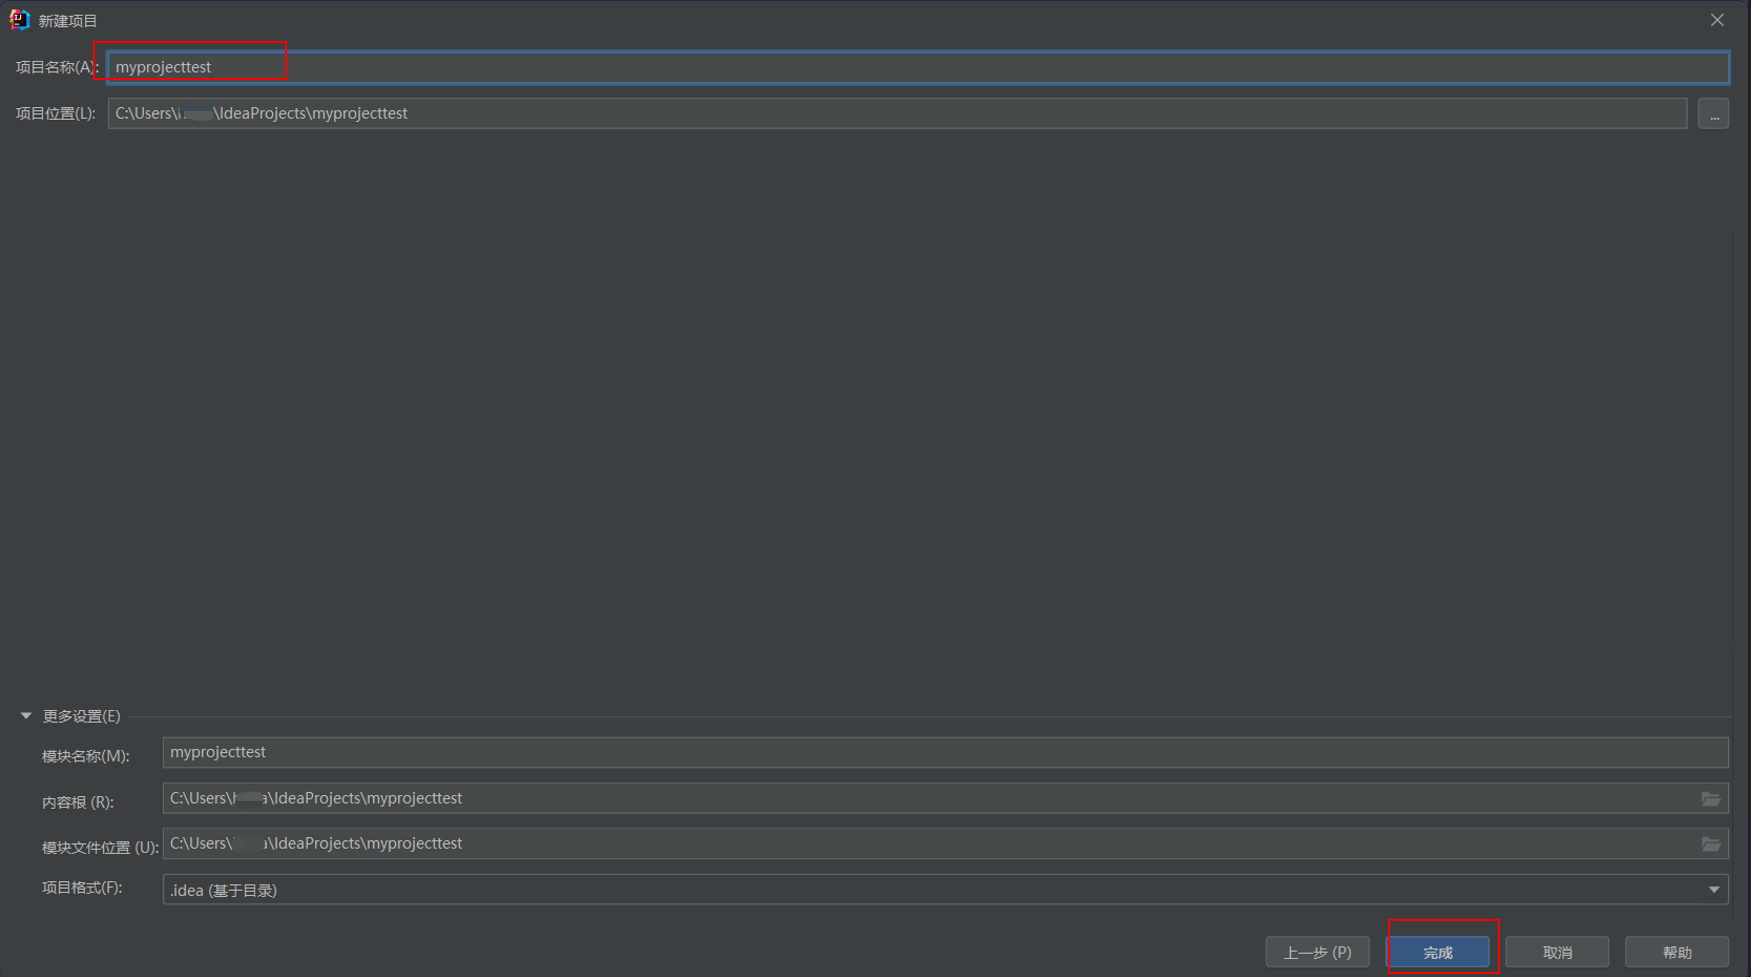 新建项目
项目名称(A): myprojecttest
项目位置(L): C:\Users\ \IdeaProjects\myprojecttest
...
更多设置(E)
模块名称(M): myprojecttest
内容根 (R): C:\Users\ a\IdeaProjects\myprojecttest
模块文件位置 (U): C:\Users\ \IdeaProjects\myprojecttest
项目格式(F): .idea (基于目录)
上一步 (P) 完成 取消 帮助